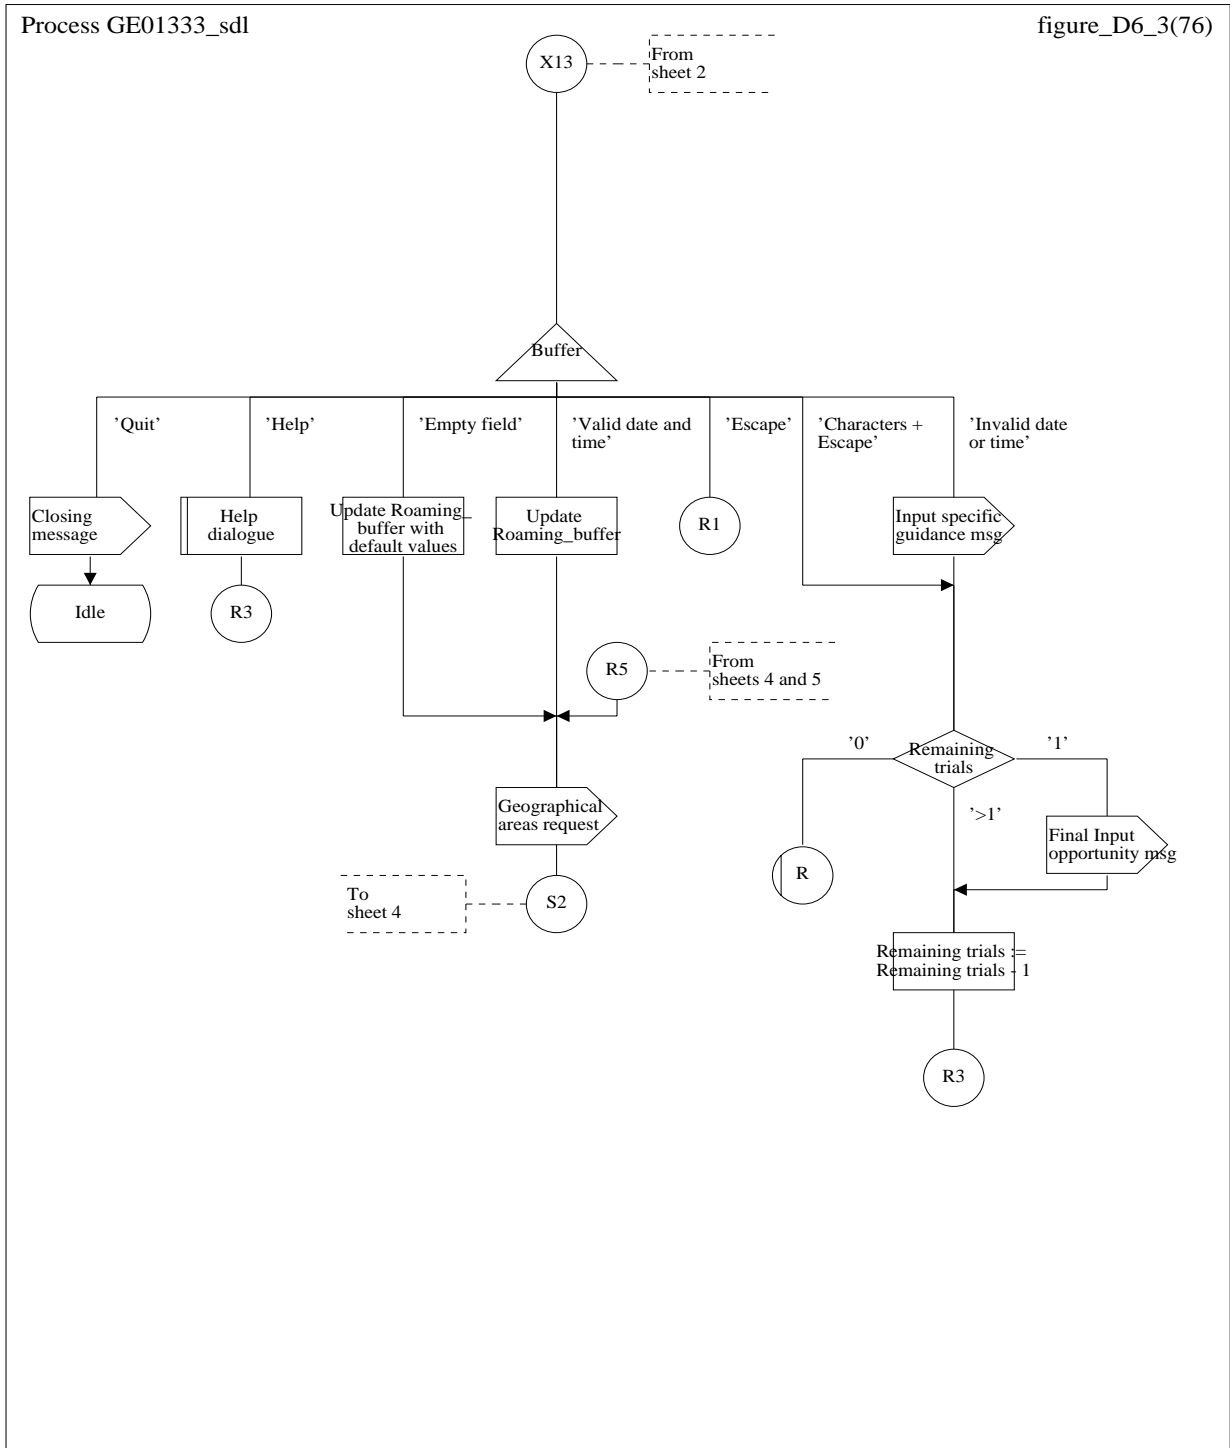 Process GE01333_sdl
figure_D6_3(76)
X13
From
sheet 2
Buffer
’Quit’
’Help’
’Empty field’
’Valid date and
time’
’Escape’
’Characters +
Escape’
’Invalid date
or time’
Closing
message
Help
dialogue
Update Roaming_
buffer with
default values
Update
Roaming_buffer
R1
Input specific
guidance msg
Idle
R3
R5
From
sheets 4 and 5
’0’
Remaining
trials
’1’
’>1’
Geographical
areas request
Final Input
opportunity msg
R
To
sheet 4
S2
Remaining trials :=
Remaining trials - 1
R3